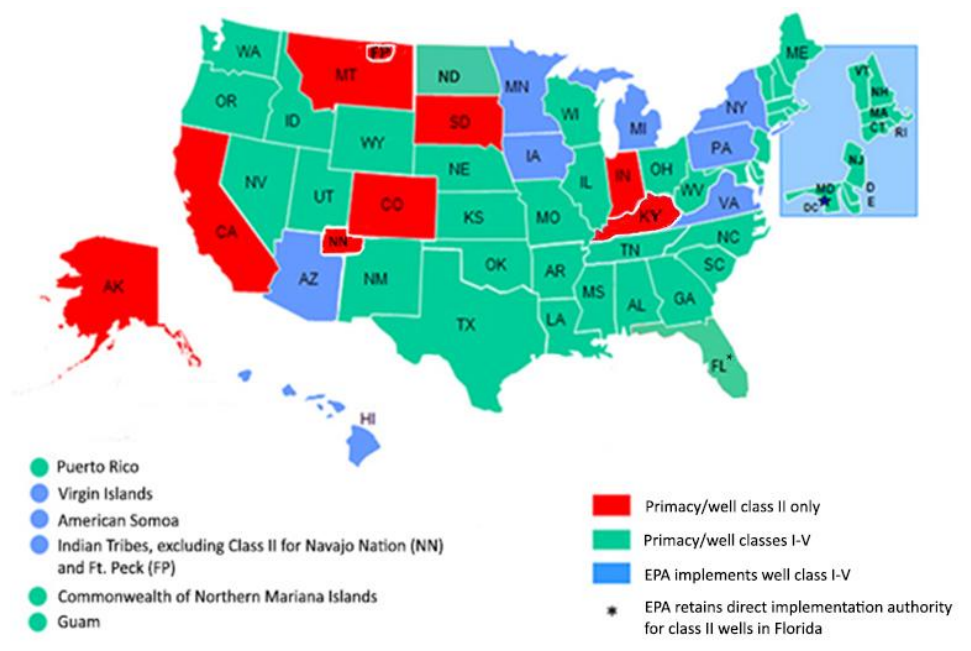 WA
MT
FP
ND
MN
ME
OR
ID
SD
WI
MI
NY
VT
NH
MA
CT
RI
WY
IA
PA
NJ
NV
UT
CO
NE
IL
IN
OH
WV
VA
MD
DC
D
E
CA
KS
MO
KY
NN
NC
TN
AK
AZ
NM
OK
AR
SC
MS
AL
GA
TX
LA
FL*
HI
Puerto Rico
Virgin Islands
American Somoa
Indian Tribes, excluding Class II for Navajo Nation (NN)
and Ft. Peck (FP)
Commonwealth of Northern Mariana Islands
Guam
Primacy/well class II only
Primacy/well classes I-V
EPA implements well class I-V
* EPA retains direct implementation authority
for class II wells in Florida